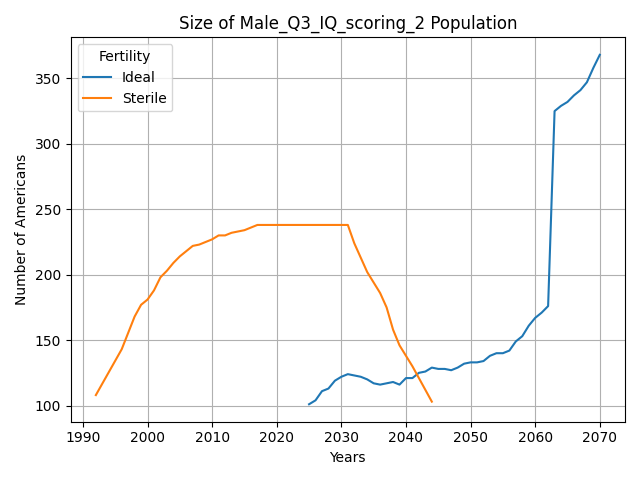 Size of Male_Q3_IQ_scoring_2 Population
Fertility
Ideal
Sterile
Number of Americans
350
300
250
200
150
100
1990 2000 2010 2020 2030 2040 2050 2060 2070
Years